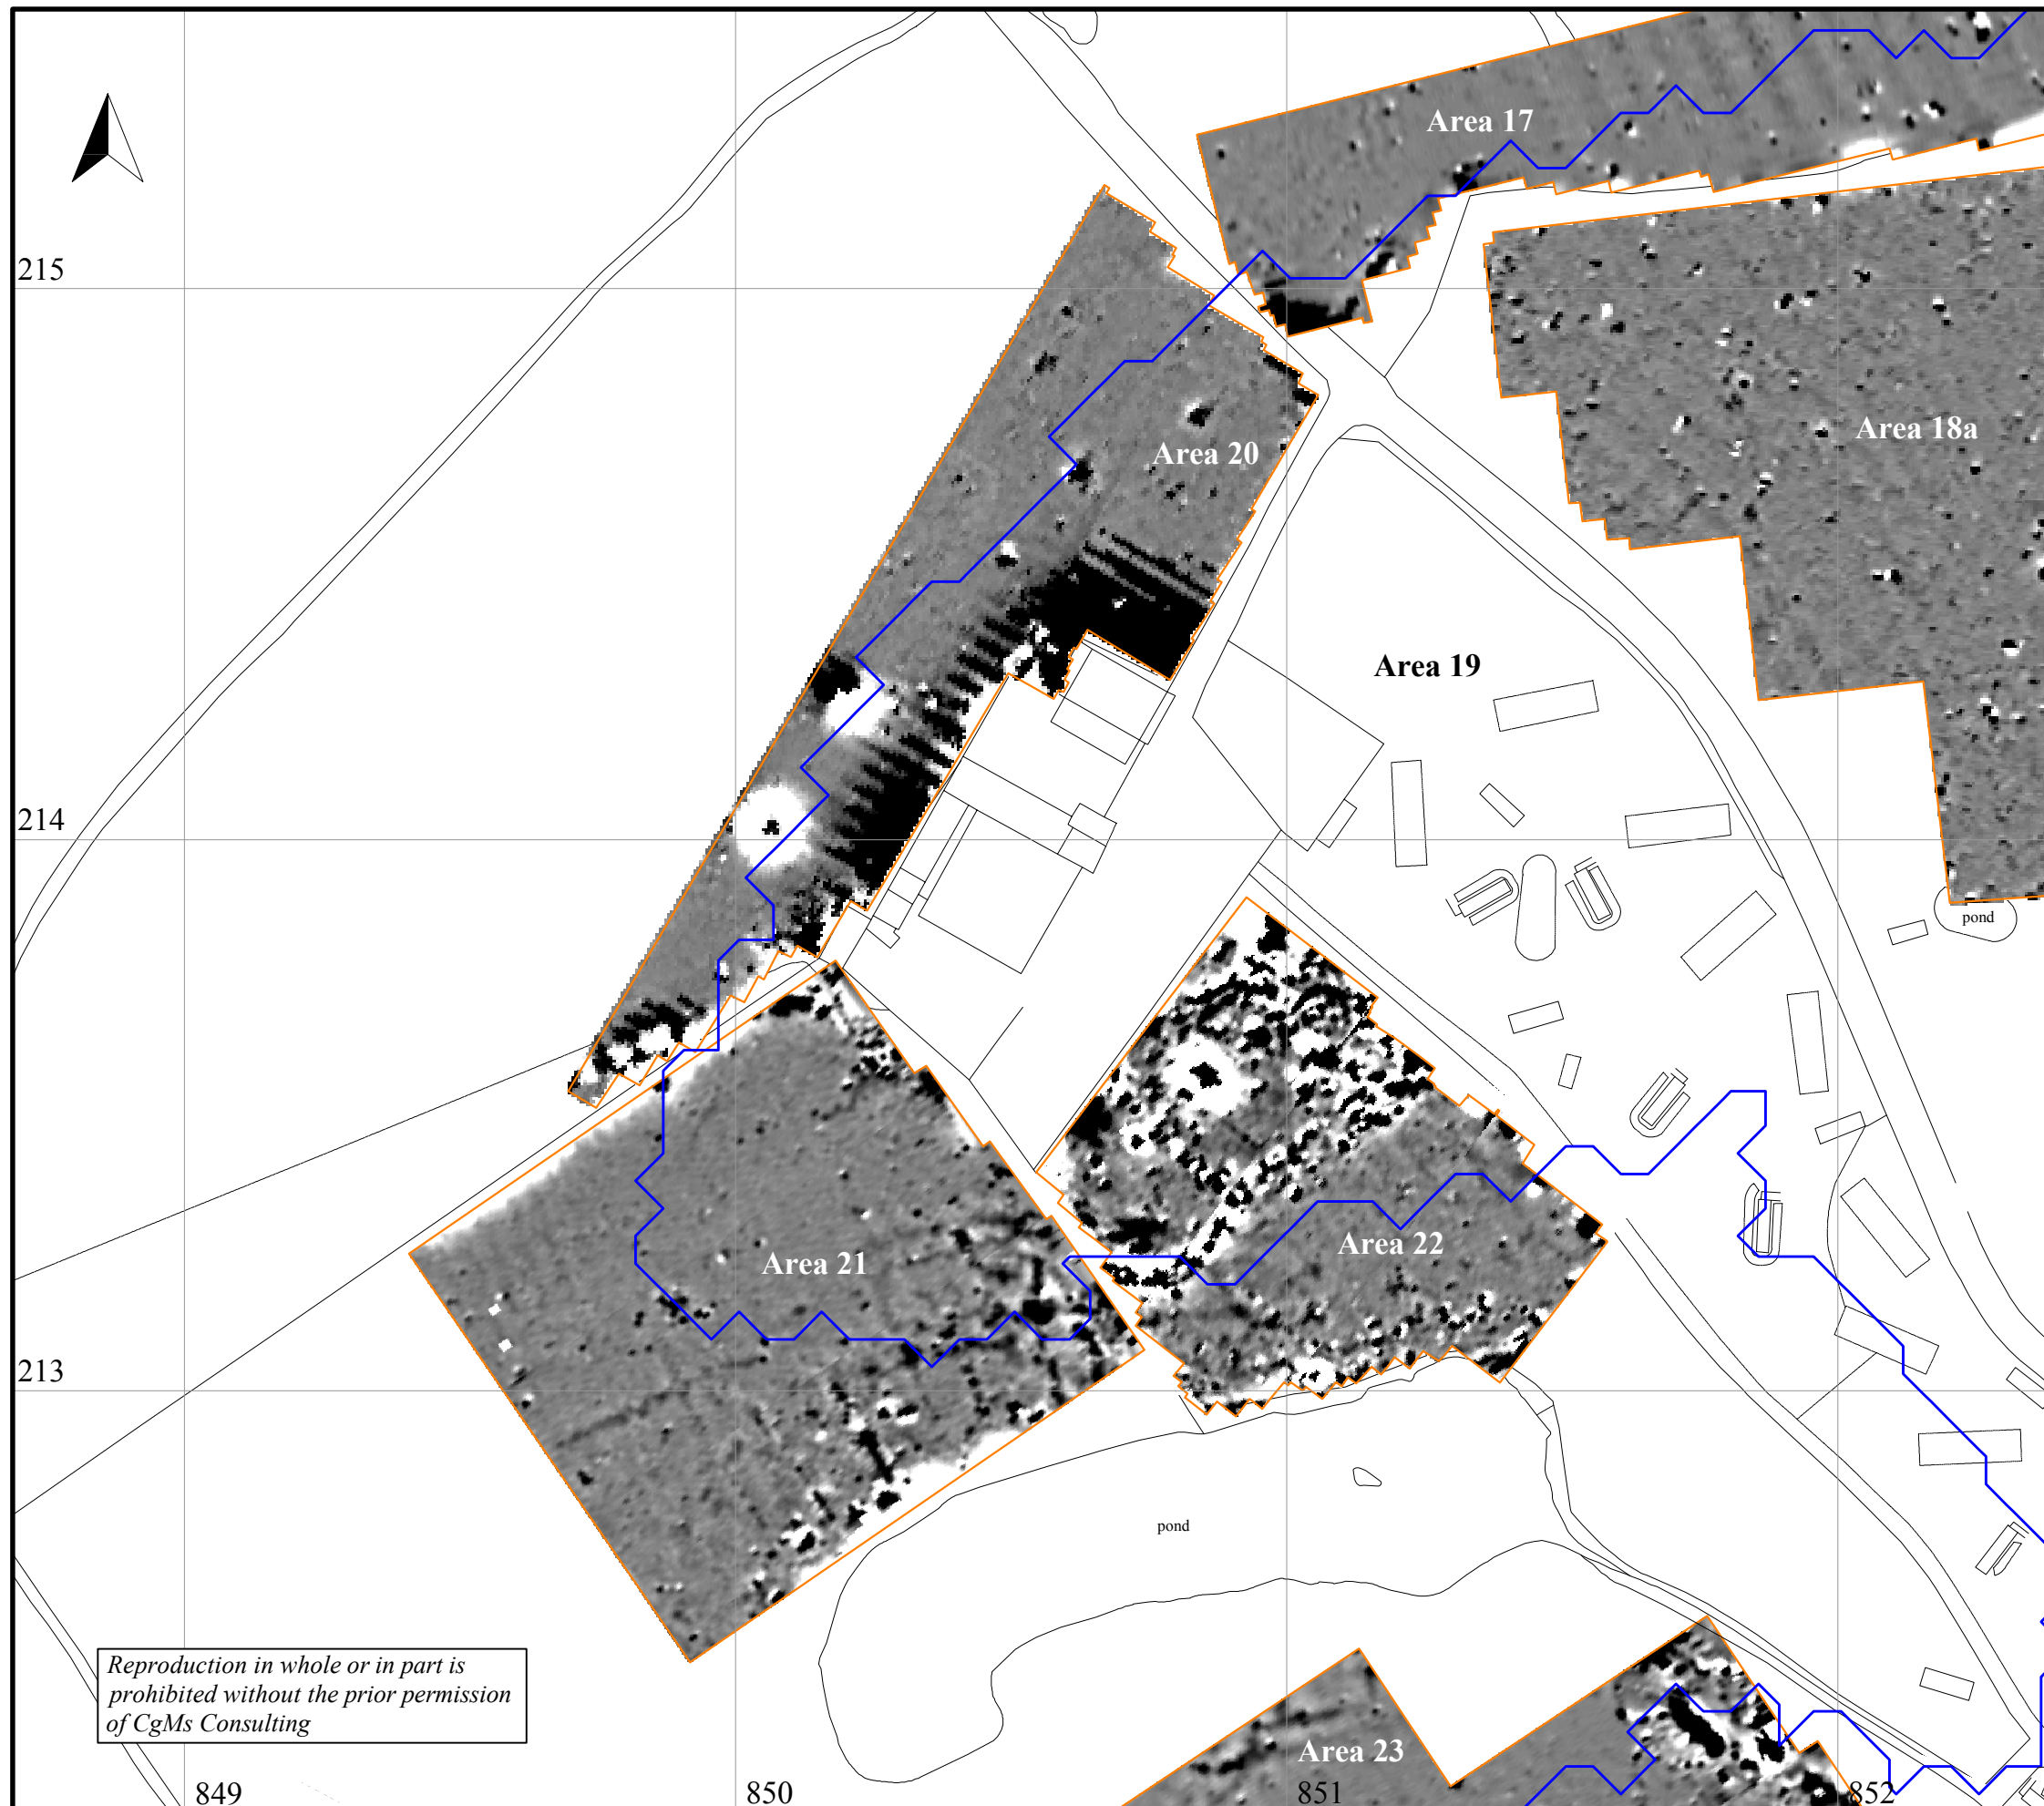 Area 17
215
Area 18a
Area 20
Area 19
214
pond
Area 22
Area 21
213
pond
Reproduction in whole or in part is
prohibited without the prior permission
of CgMs Consulting
Area 23
849
850
851
852